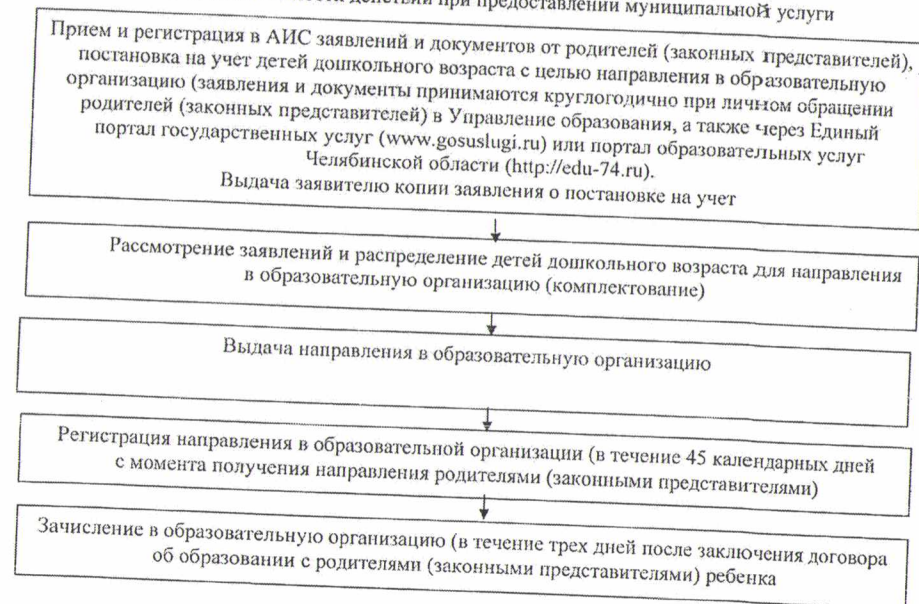 действий при предоставлении муниципальной услуги
Прием и регистрация в АИС заявлений и документов от родителей (законных представителей),
постановка на учет детей дошкольного возраста с целью направления в образовательную
организацию (заявления и документы принимаются круглогодично при личном обращении
родителей (законных представителей) в Управление образования, а также через Единый
портал государственных услуг (www.gosuslugi.ru) или портал образовательных услуг
Челябинской области (http://edu-74.ru).
Выдача заявителю копии заявления о постановке на учет
Рассмотрение заявлений и распределение детей дошкольного возраста для направления
в образовательную организацию (комплектование)
Выдача направления в образовательную организацию
Регистрация направления в образовательной организации (в течение 45 календарных дней
с момента получения направления родителями (законными представителями)
Зачисление в образовательную организацию (в течение трех дней после заключения договора
об образовании с родителями (законными представителями) ребенка